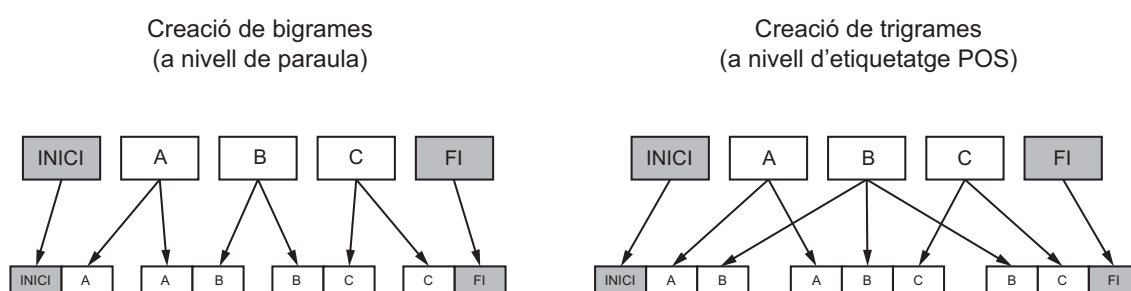 Creació de bigrames
(a nivell de paraula)
INICI A B C FI
INICI A A B B C C FI
Creació de trigrames
(a nivell d'etiquetatge POS)
INICI A B C FI
INICI A B A B C B C FI